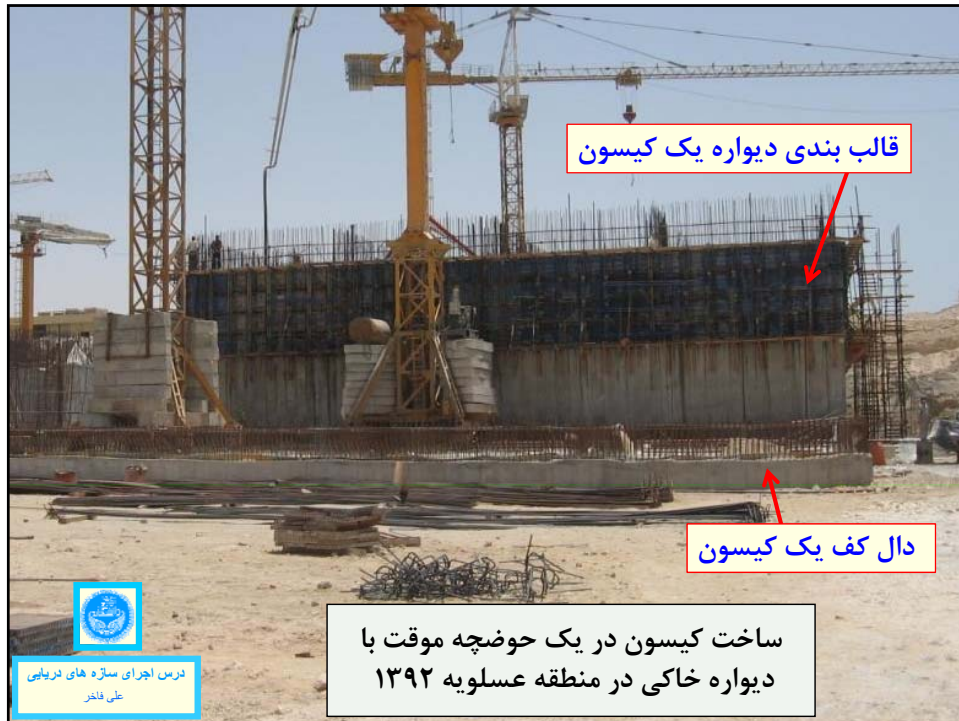 قالب بندی دیواره یک کیسون
دال کف یک کیسون
ساخت کیسون در یک حوضچه موقت با
دیواره خاکی در منطقه عسلویه ۱۳۹۲
درس اجرای سازه های دریایی
علی فاخر